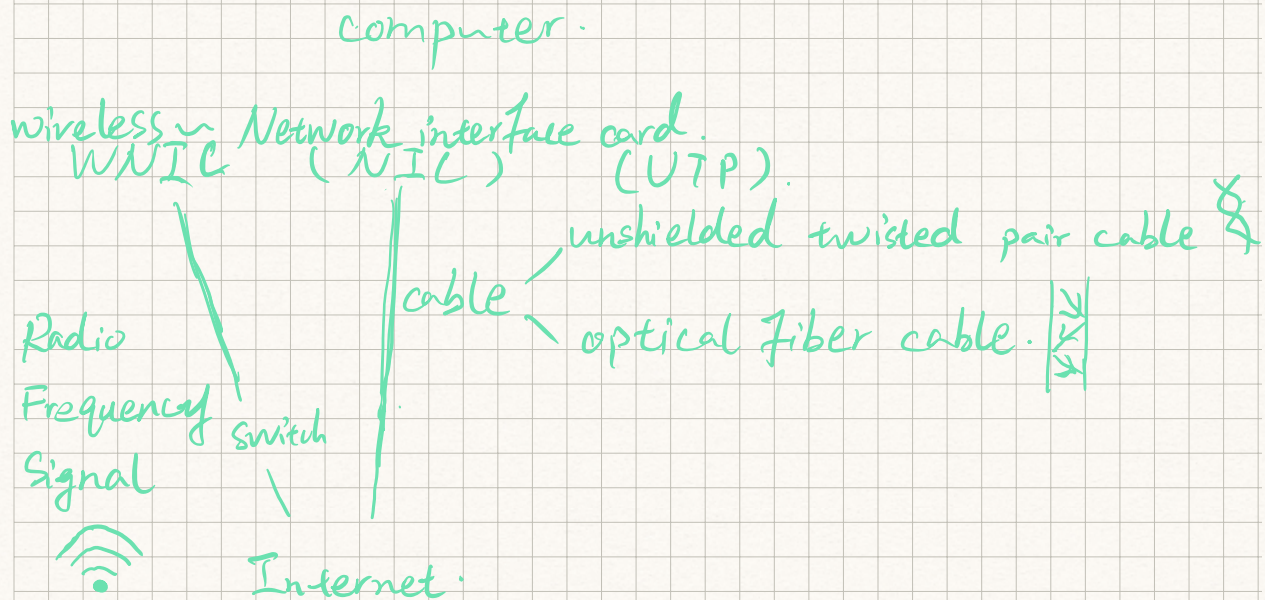 computer.
wireless ~ Network interface card.
WNIC (NIC) (UTP).
unshielded twisted pair cable
cable
optical fiber cable.
Radio
Frequency
switch
Signal
Internet.